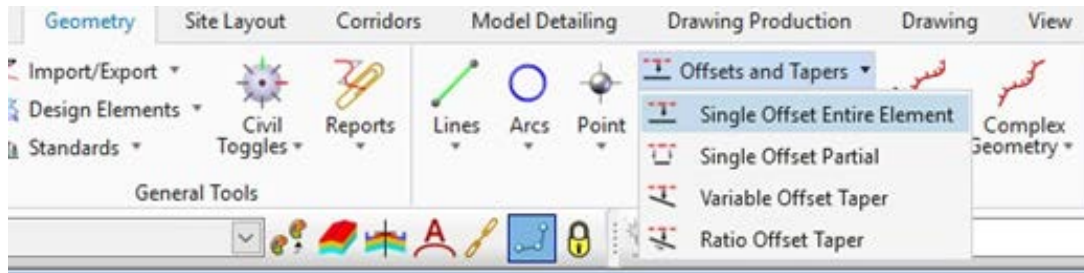 Geometry Site Layout Corridors Model Detailing Drawing Production Drawing View
Import/Export
Design Elements
Standards
Civil
Toggles
Reports
Lines
Arcs
Point
Offsets and Tapers
Single Offset Entire Element
Single Offset Partial
Variable Offset Taper
Ratio Offset Taper
Complex
Geometry
General Tools